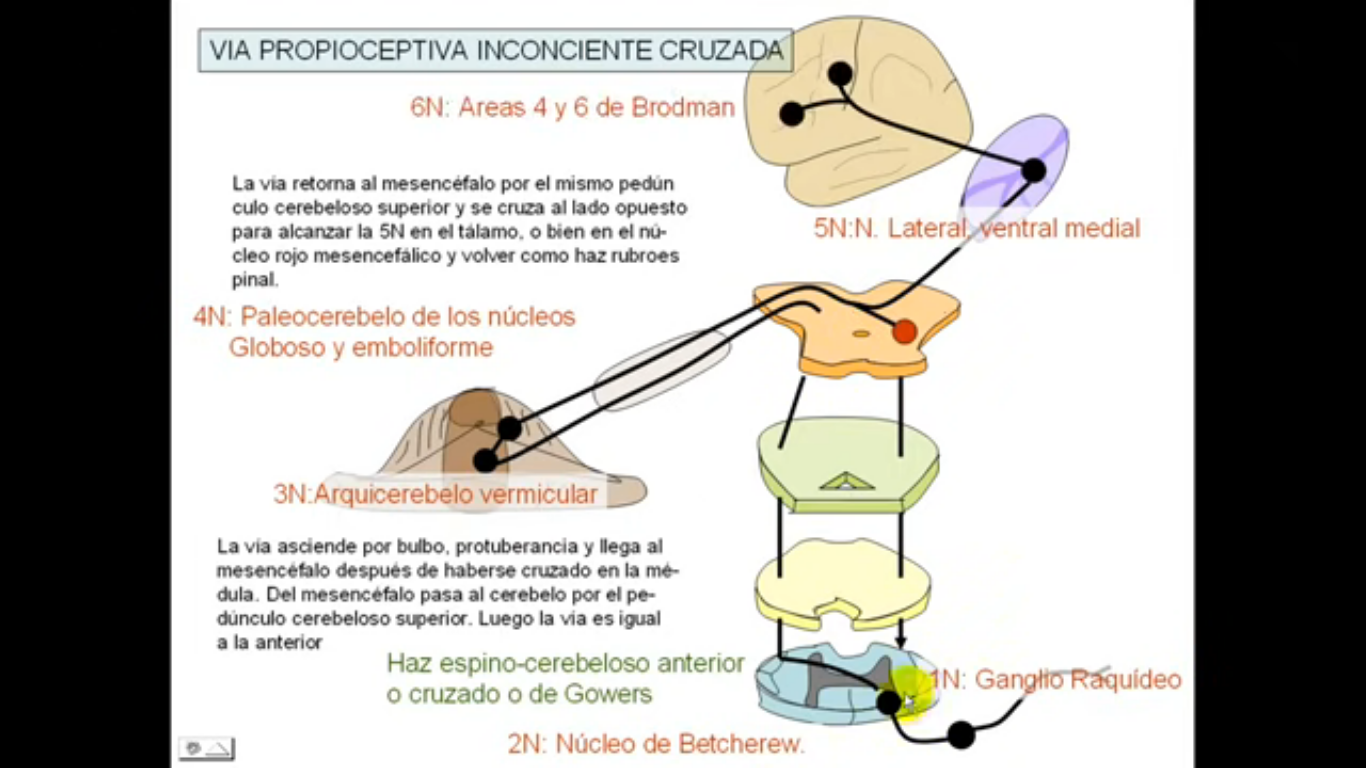 VIA PROPIOCEPTIVA INCONCIENTE CRUZADA
6N: Areas 4 y 6 de Brodman
La vía retorna al mesencéfalo por el mismo pedún
culo cerebeloso superior y se cruza al lado opuesto
para alcanzar la 5N en el tálamo, o bien en el nú-
cleo rojo mesencefálico y volver como haz rubroes
pinal.
5N:N. Lateral, ventral medial
4N: Paleocerebelo de los núcleos
Globoso y emboliforme
3N:Arquicerebelo vermicular
La vía asciende por bulbo, protuberancia y llega al
mesencéfalo después de haberse cruzado en la mé-
dula. Del mesencéfalo pasa al cerebelo por el pe-
dúnculo cerebeloso superior. Luego la vía es igual
a la anterior
Haz espino-cerebeloso anterior
o cruzado o de Gowers
1N: Ganglio Raquídeo
2N: Núcleo de Betcherew.